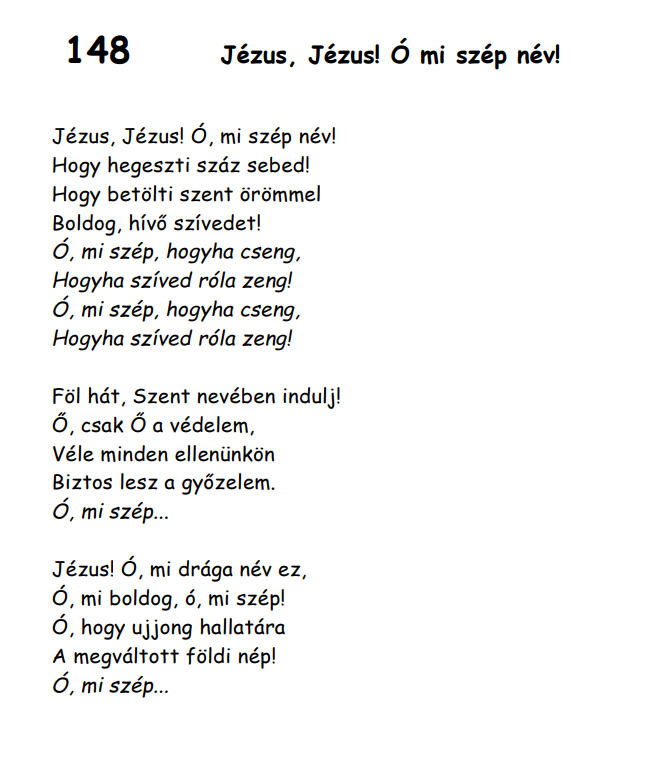 148 Jézus, Jézus! Ó mi szép név!
Jézus, Jézus! Ó, mi szép név!
Hogy hegeszti száz sebed!
Hogy betölti szent örömmel
Boldog, hívő szívedet!
Ó, mi szép, hogyha cseng,
Hogyha szíved róla zeng!
Ó, mi szép, hogyha cseng,
Hogyha szíved róla zeng!
Föl hát, Szent nevében indulj!
Ő, csak Ő a védelem,
Véle minden ellenünkön
Biztos lesz a győzelem.
Ó, mi szép...
Jézus! Ó, mi drága név ez,
Ó, mi boldog, ó, mi szép!
Ó, hogy ujjong hallatára
A megváltott földi nép!
Ó, mi szép...